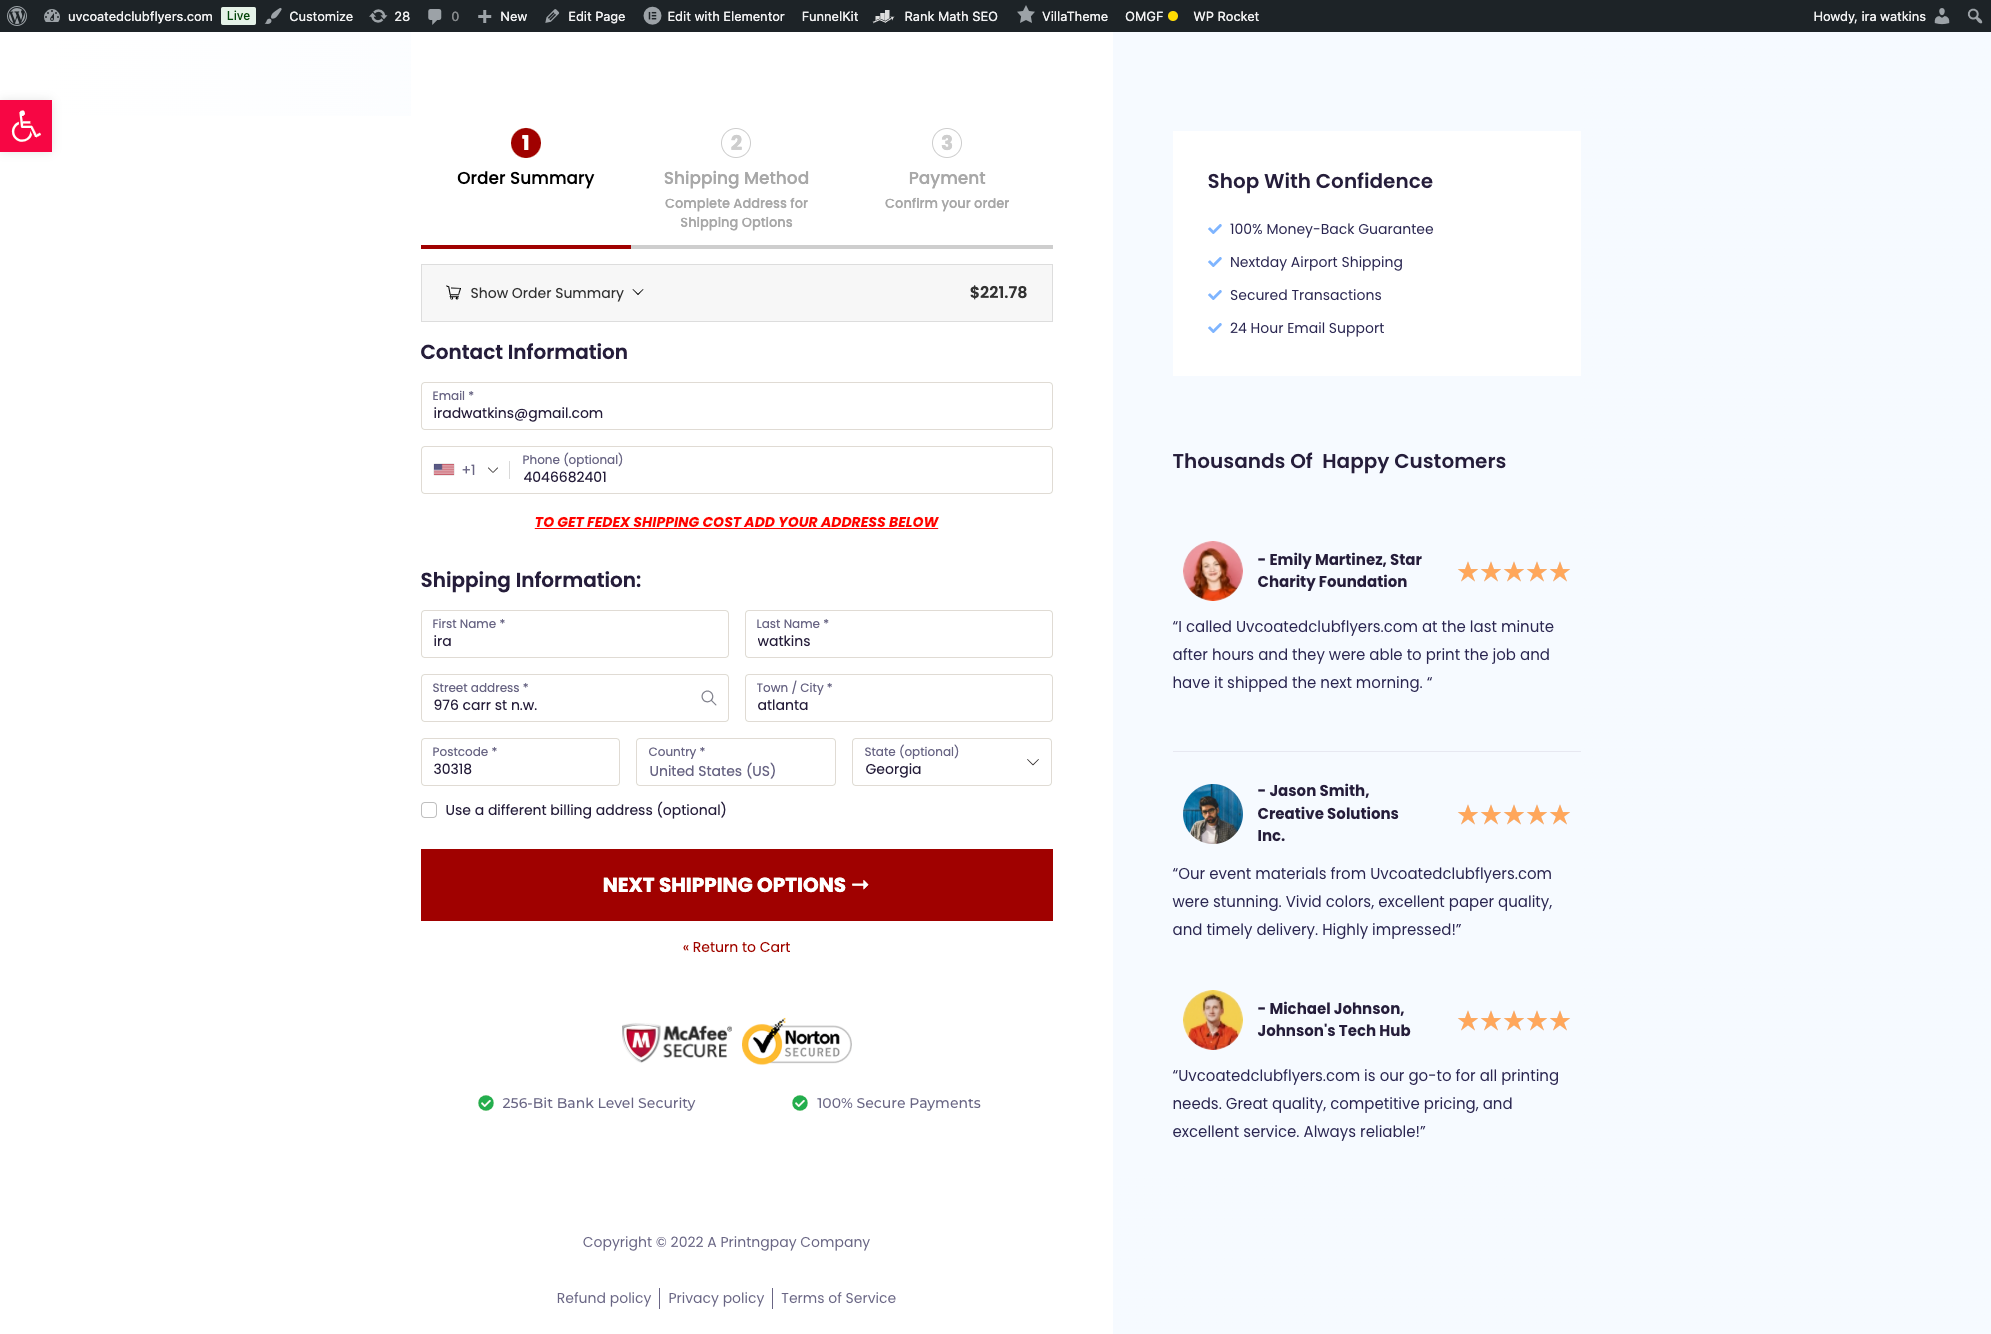 uvcoatedclubflyers.com Live Customize 28 0 New Edit Page Edit with Elementor FunnelKit Rank Math SEO VillaTheme OMGF WP Rocket Howdy, ira watkins
1 2 3
Order Summary Shipping Method Payment
Complete Address for Confirm your order
Shipping Options
Show Order Summary $221.78
Contact Information
Email *
iradwatkins@gmail.com
Phone (optional)
+1 4046682401
TO GET FEDEX SHIPPING COST ADD YOUR ADDRESS BELOW
Shipping Information:
First Name * Last Name *
ira watkins
Street address * Town / City *
976 carr st n.w. atlanta
Postcode * Country * State (optional)
30318 United States (US) Georgia
Use a different billing address (optional)
NEXT SHIPPING OPTIONS →
« Return to Cart
McAfee® Norton
SECURE SECURED
256-Bit Bank Level Security 100% Secure Payments
Copyright © 2022 A Printngpay Company
Refund policy Privacy policy Terms of Service
Shop With Confidence
100% Money-Back Guarantee
Nextday Airport Shipping
Secured Transactions
24 Hour Email Support
Thousands Of  Happy Customers
- Emily Martinez, Star
Charity Foundation
“I called Uvcoatedclubflyers.com at the last minute
after hours and they were able to print the job and
have it shipped the next morning. “
- Jason Smith,
Creative Solutions
Inc.
“Our event materials from Uvcoatedclubflyers.com
were stunning. Vivid colors, excellent paper quality,
and timely delivery. Highly impressed!”
- Michael Johnson,
Johnson's Tech Hub
“Uvcoatedclubflyers.com is our go-to for all printing
needs. Great quality, competitive pricing, and
excellent service. Always reliable!”